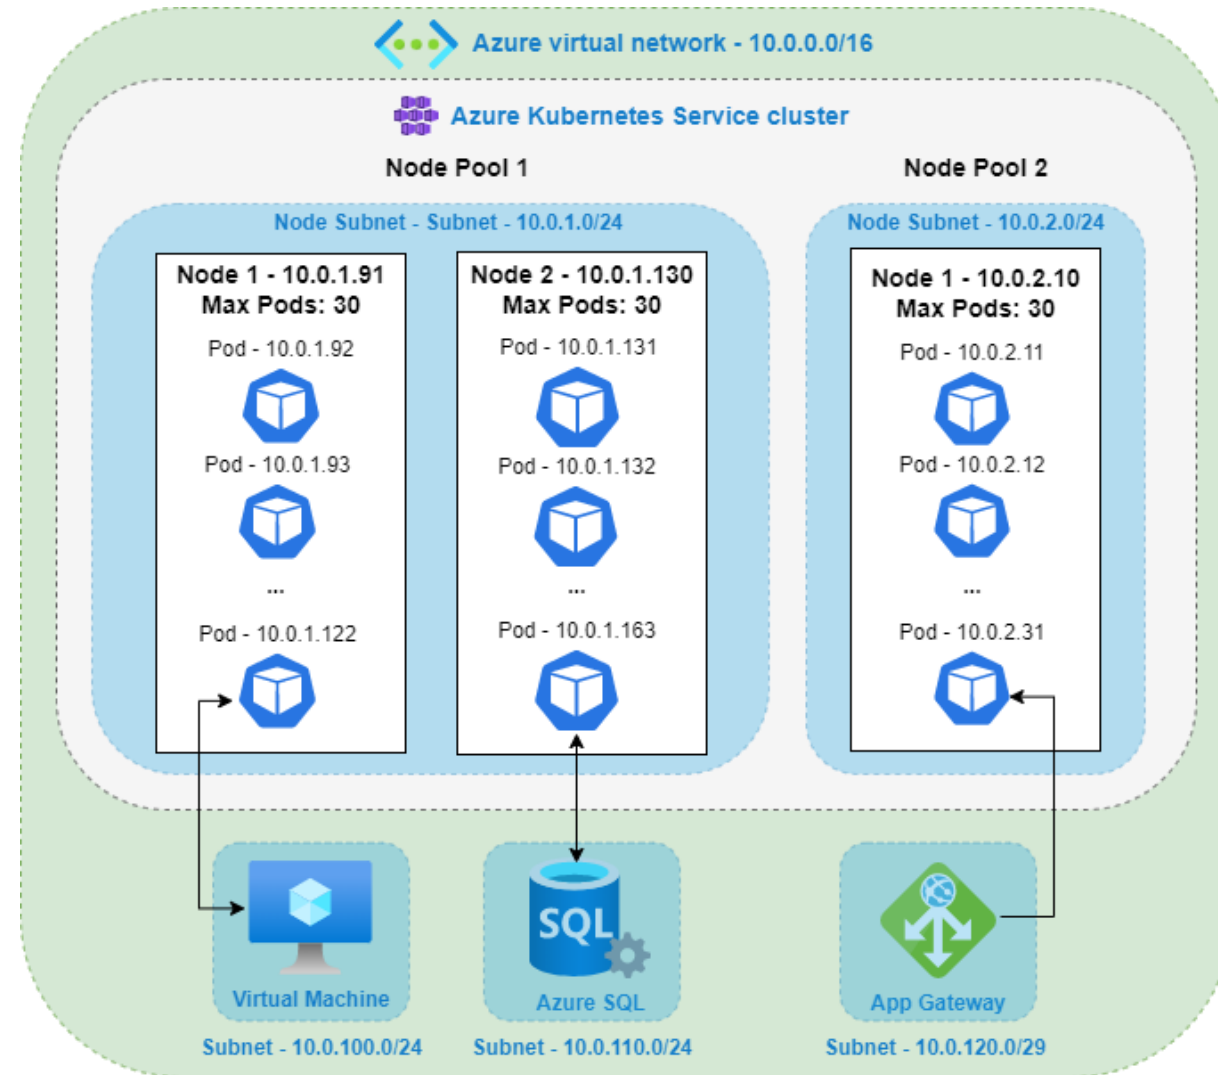 Azure virtual network - 10.0.0.0/16
Azure Kubernetes Service cluster
Node Pool 1
Node Subnet - Subnet - 10.0.1.0/24
Node 1 - 10.0.1.91
Max Pods: 30
Pod - 10.0.1.92
Pod - 10.0.1.93
...
Pod - 10.0.1.122
Node 2 - 10.0.1.130
Max Pods: 30
Pod - 10.0.1.131
Pod - 10.0.1.132
...
Pod - 10.0.1.163
Node Pool 2
Node Subnet - 10.0.2.0/24
Node 1 - 10.0.2.10
Max Pods: 30
Pod - 10.0.2.11
Pod - 10.0.2.12
...
Pod - 10.0.2.31
Virtual Machine
Subnet - 10.0.100.0/24
SQL
Azure SQL
Subnet - 10.0.110.0/24
App Gateway
Subnet - 10.0.120.0/29